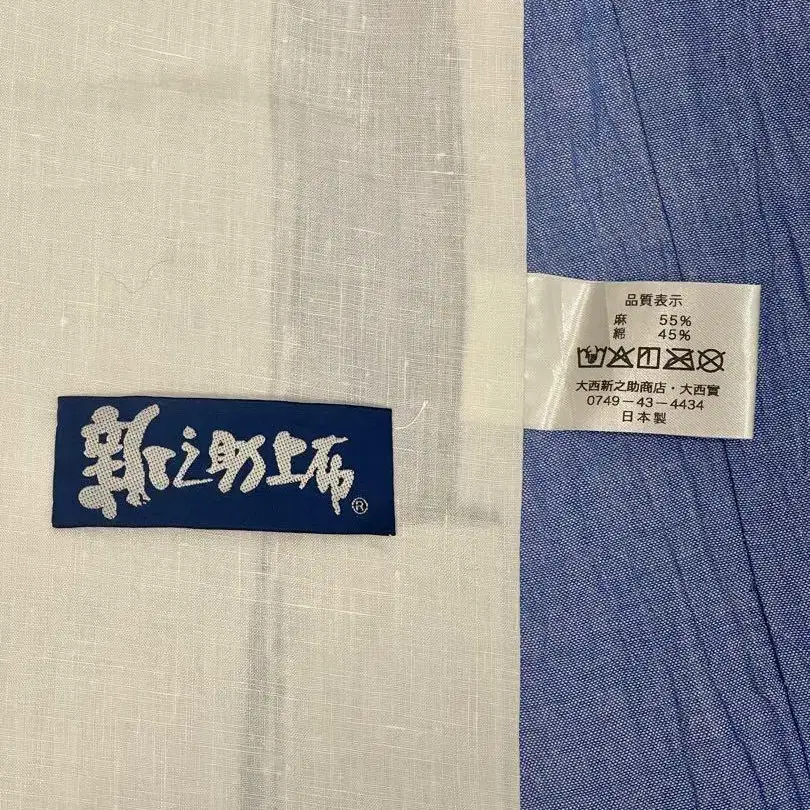 新之助上布®
品質表示
麻 55%
綿 45%
大西新之助商店・大西實
0749-43-4434
日本製